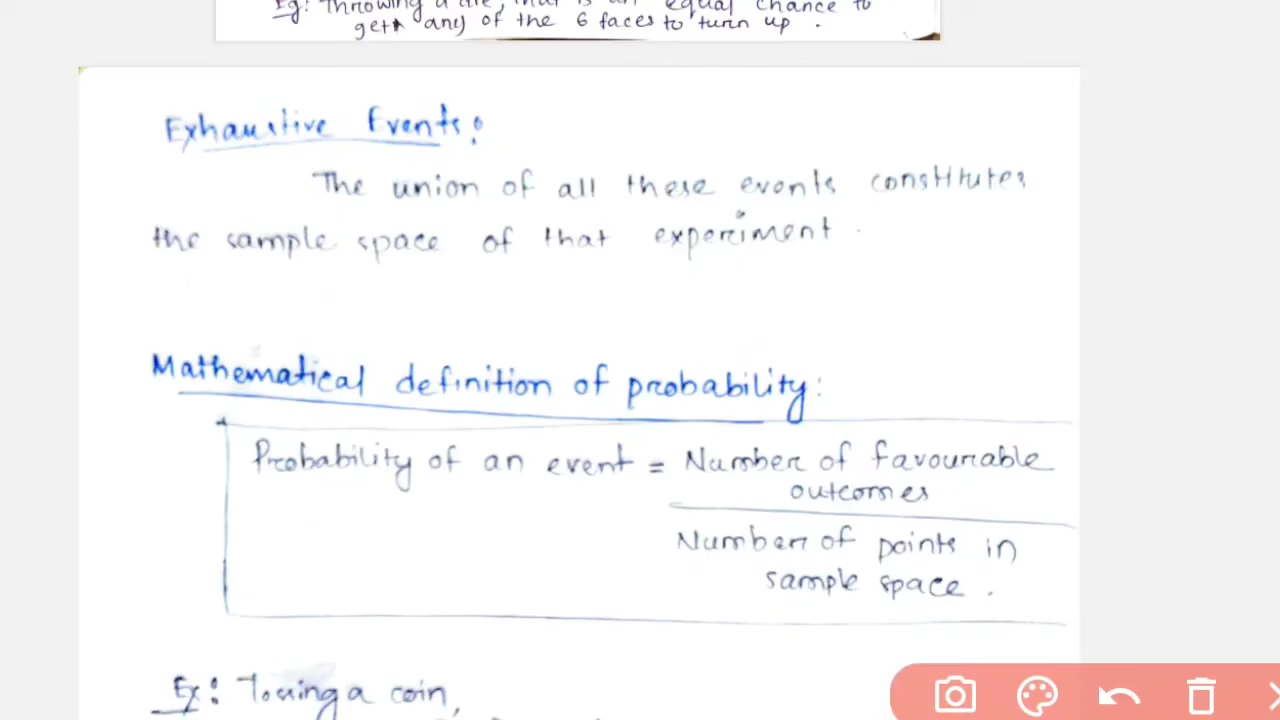 Eg: Throwing a die, that is an equal chance to
get any of the 6 faces to turn up.
Exhaustive Events:
The union of all these events constitutes
the sample space of that experiment.
Mathematical definition of probability:
Probability of an event = Number of favourable
outcomes
Number of points in
sample space.
Ex: Tossing a coin,